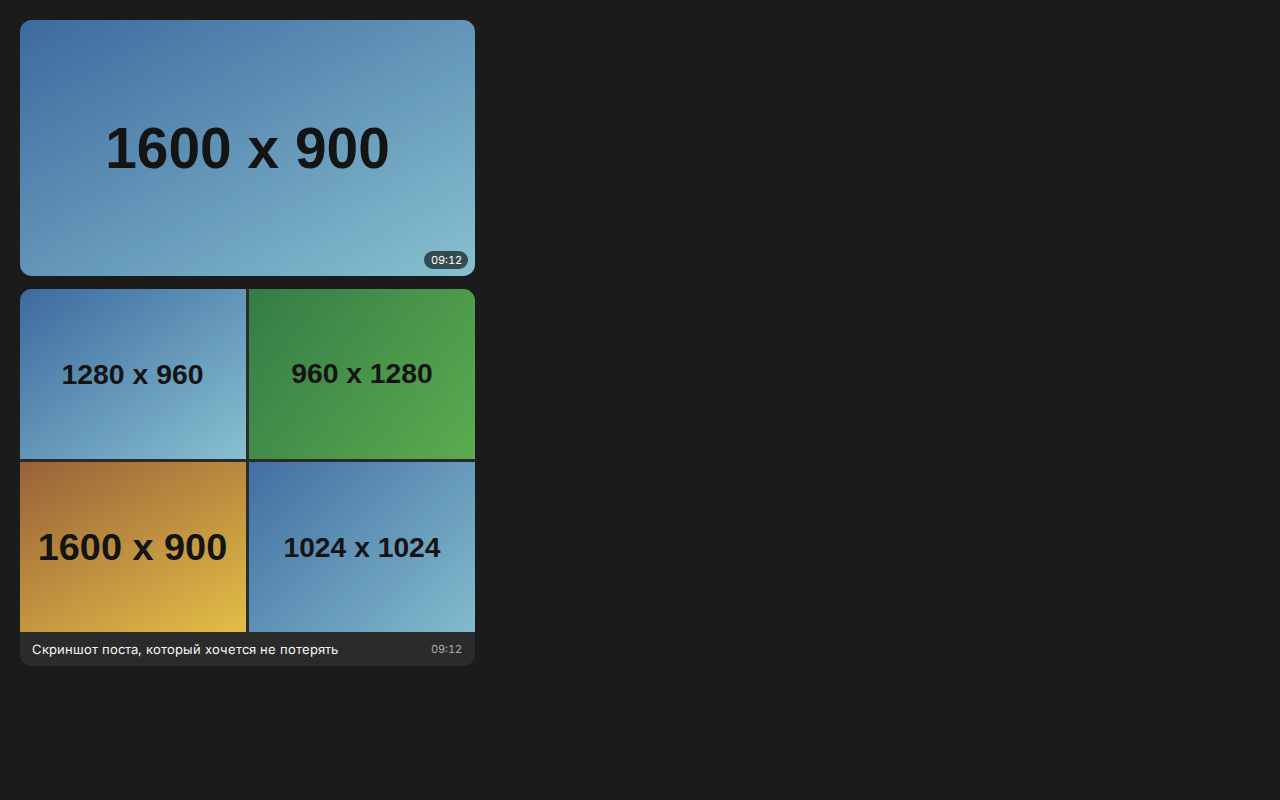 1600 x 900
09:12
1280 x 960
960 x 1280
1600 x 900
1024 x 1024
Скриншот поста, который хочется не потерять
09:12